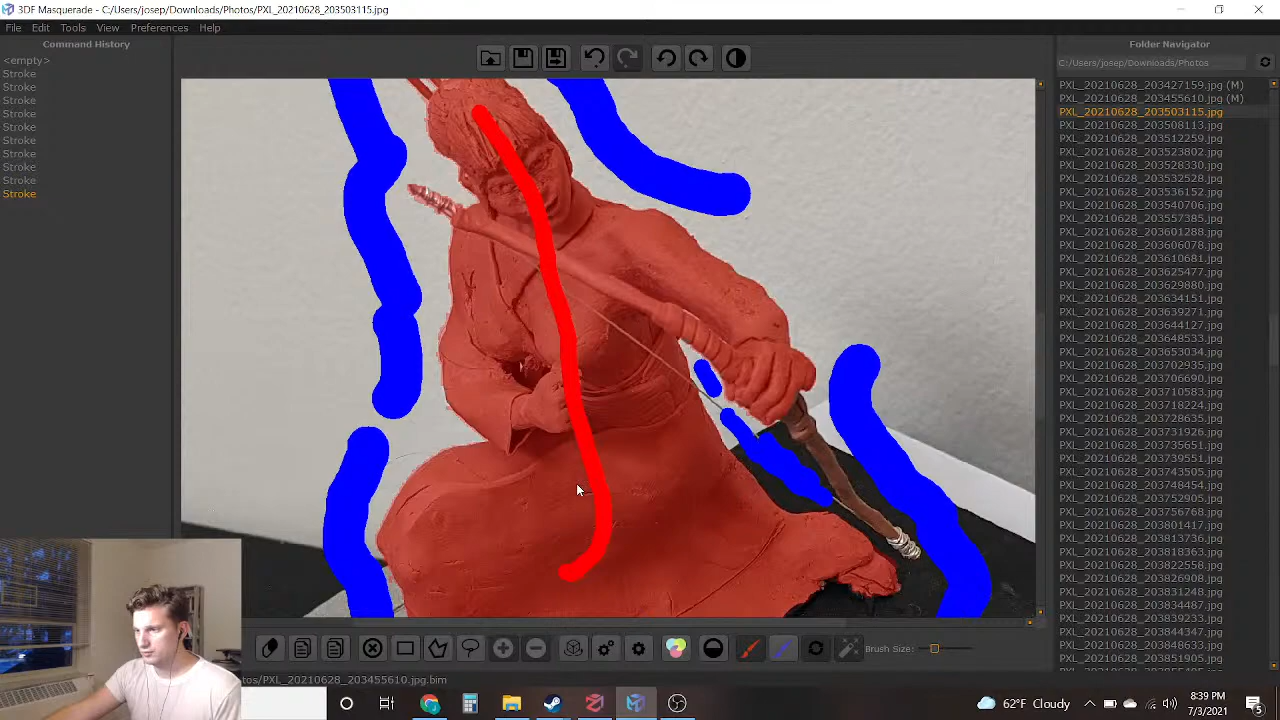 3DF Masquerade - C:/Users/josep/Downloads/Photos/PXL_20210628_203503115.jpg
File Edit Tools View Preferences Help
Command History
<empty>
Stroke
Stroke
Stroke
Stroke
Stroke
Stroke
Stroke
Stroke
Stroke
Stroke
Folder Navigator
C:/Users/josep/Downloads/Photos
PXL_20210628_203427159.jpg (M)
PXL_20210628_203455610.jpg (M)
PXL_20210628_203503115.jpg
PXL_20210628_203508113.jpg
PXL_20210628_203512259.jpg
PXL_20210628_203523802.jpg
PXL_20210628_203528330.jpg
PXL_20210628_203532528.jpg
PXL_20210628_203536152.jpg
PXL_20210628_203540706.jpg
PXL_20210628_203557385.jpg
PXL_20210628_203601288.jpg
PXL_20210628_203606078.jpg
PXL_20210628_203610681.jpg
PXL_20210628_203625477.jpg
PXL_20210628_203629880.jpg
PXL_20210628_203634151.jpg
PXL_20210628_203639271.jpg
PXL_20210628_203644127.jpg
PXL_20210628_203648533.jpg
PXL_20210628_203653034.jpg
PXL_20210628_203702935.jpg
PXL_20210628_203706690.jpg
PXL_20210628_203710583.jpg
PXL_20210628_203718224.jpg
PXL_20210628_203728635.jpg
PXL_20210628_203731926.jpg
PXL_20210628_203735651.jpg
PXL_20210628_203739551.jpg
PXL_20210628_203743505.jpg
PXL_20210628_203748454.jpg
PXL_20210628_203752905.jpg
PXL_20210628_203756768.jpg
PXL_20210628_203801417.jpg
PXL_20210628_203813736.jpg
PXL_20210628_203818363.jpg
PXL_20210628_203822558.jpg
PXL_20210628_203826908.jpg
PXL_20210628_203831248.jpg
PXL_20210628_203834487.jpg
PXL_20210628_203839233.jpg
PXL_20210628_203844347.jpg
PXL_20210628_203848633.jpg
PXL_20210628_203851905.jpg
Brush Size:
tos/PXL_20210628_203455610.jpg.bim
62°F Cloudy
8:39 PM
7/3/2021
5